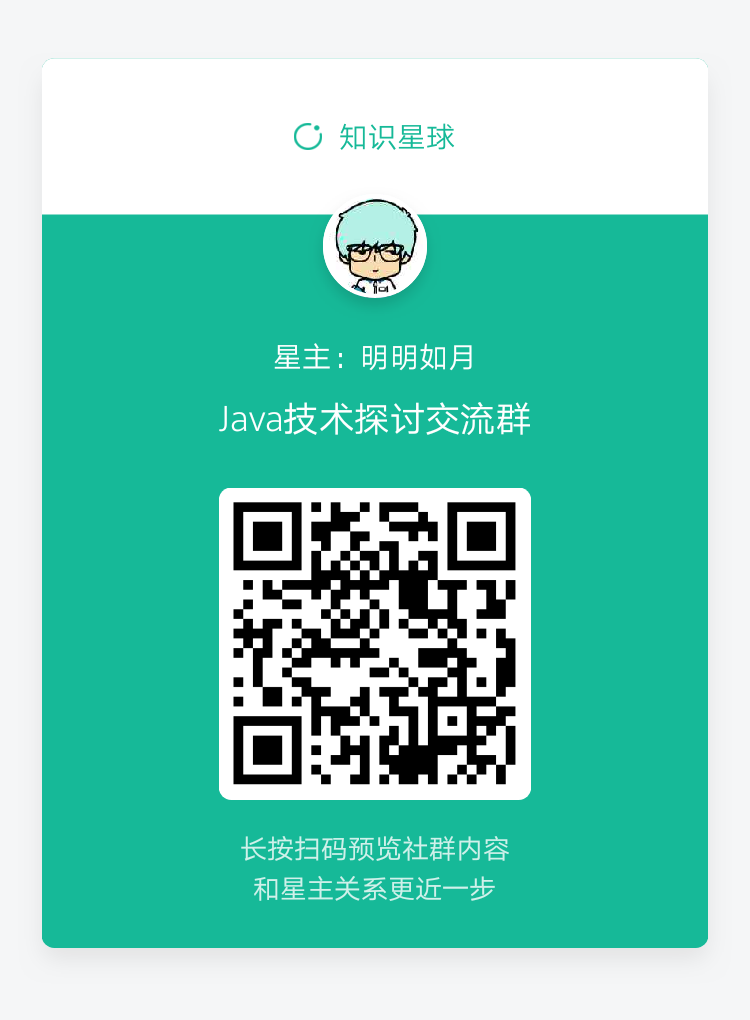 知识星球
星主：明明如月
Java技术探讨交流群
长按扫码预览社群内容
和星主关系更近一步